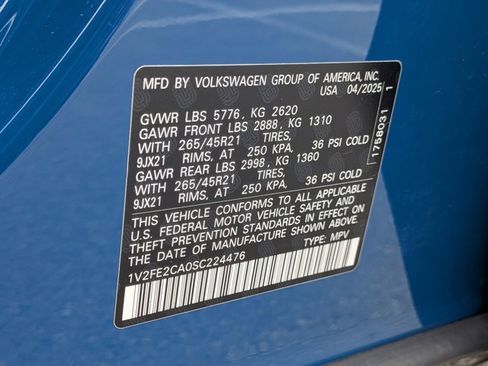 MFD BY VOLKSWAGEN GROUP OF AMERICA, INC.
USA 04/2025
GVWR LBS 5776, KG 2620
GAWR FRONT LBS 2888, KG 1310
WITH 265/45R21 TIRES,
9JX21 RIMS, AT 250 KPA, 36 PSI COLD
GAWR REAR LBS 2998, KG 1360
WITH 265/45R21 TIRES,
9JX21 RIMS, AT 250 KPA, 36 PSI COLD
THIS VEHICLE CONFORMS TO ALL APPLICABLE
U.S. FEDERAL MOTOR VEHICLE SAFETY AND
THEFT PREVENTION STANDARDS IN EFFECT
ON THE DATE OF MANUFACTURE SHOWN ABOVE
1V2FE2CA0SC224476 TYPE: MPV
1758031 1